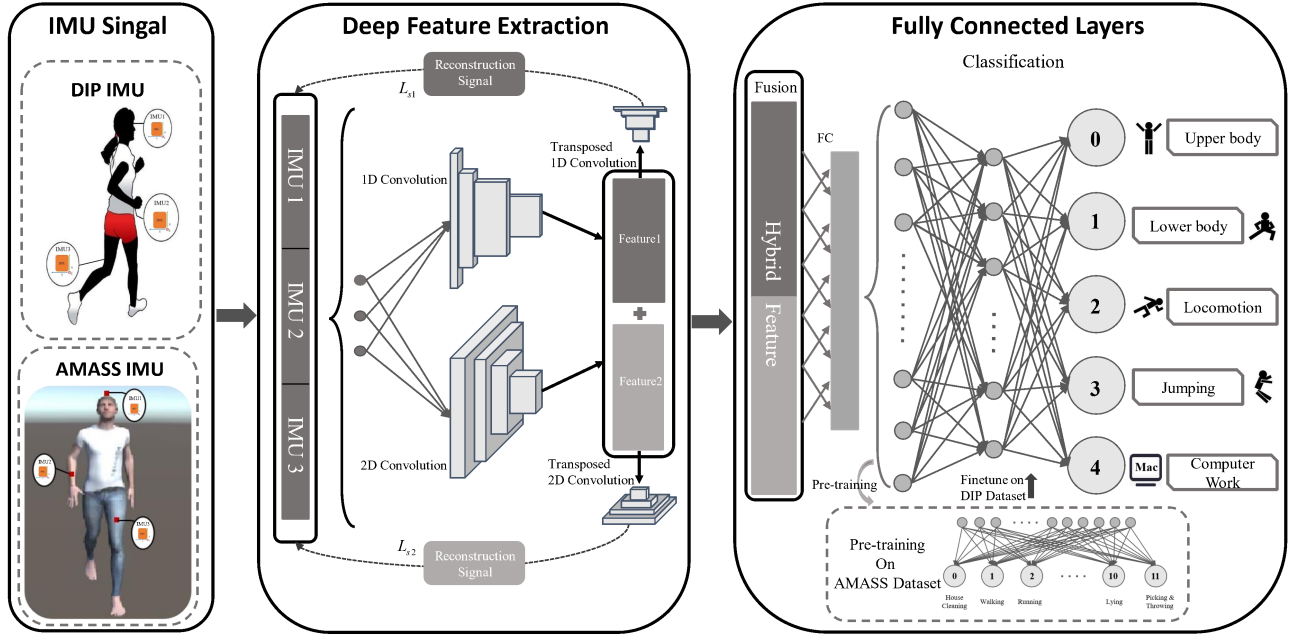 IMU Singal
DIP IMU
IMU1
IMU2
IMU3
AMASS IMU
IMU1
IMU2
IMU3
Deep Feature Extraction
Reconstruction
Signal
Ls1
IMU 1
IMU 2
IMU 3
1D Convolution
2D Convolution
Transposed
1D Convolution
Feature1
Feature2
Transposed
2D Convolution
Ls2
Reconstruction
Signal
Fully Connected Layers
Classification
Fusion
Hybrid
Feature
FC
0
Upper body
1
Lower body
2
Locomotion
3
Jumping
4
Mac
Computer
Work
Pre-training
Finetune on
DIP Dataset
Pre-training
On
AMASS Dataset
0
1
2
10
11
House
Cleaning
Walking
Running
Lying
Picking &
Throwing